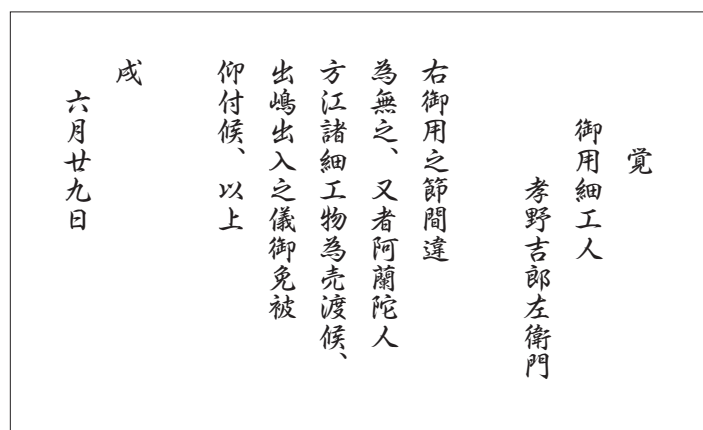 覚
御用細工人
孝野吉郎左衛門
右御用之節間違
為無之、又者阿蘭陀人
方江諸細工物為売渡候、
出嶋出入之儀御免被
仰付候、以上
戌
六月廿九日